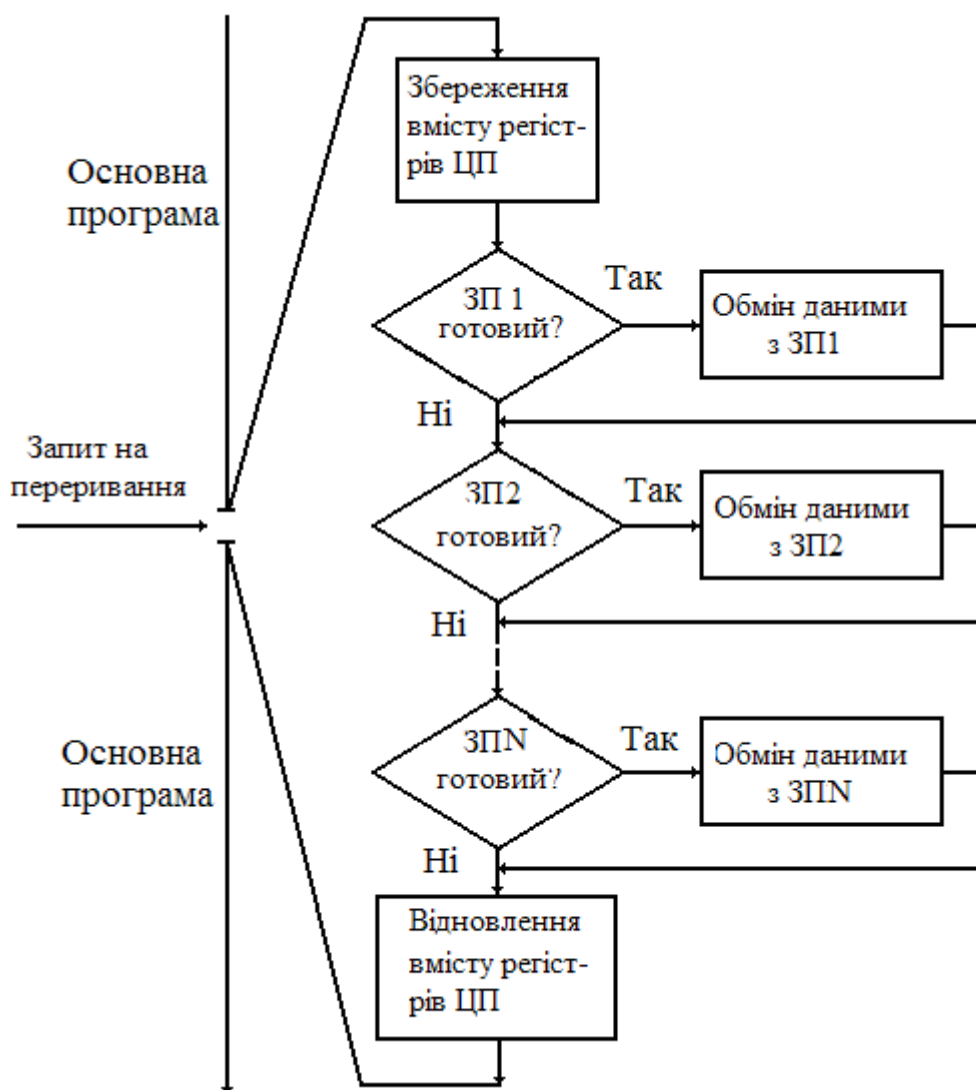 Збереження
вмісту регіст-
рів ЦП
Основна
програма
ЗП 1
готовий?
Так
Обмін даними
з ЗП1
Ні
Запит на
переривання
ЗП2
готовий?
Так
Обмін даними
з ЗП2
Ні
Основна
програма
ЗПN
готовий?
Так
Обмін даними
з ЗПN
Ні
Відновлення
вмісту регіст-
рів ЦП